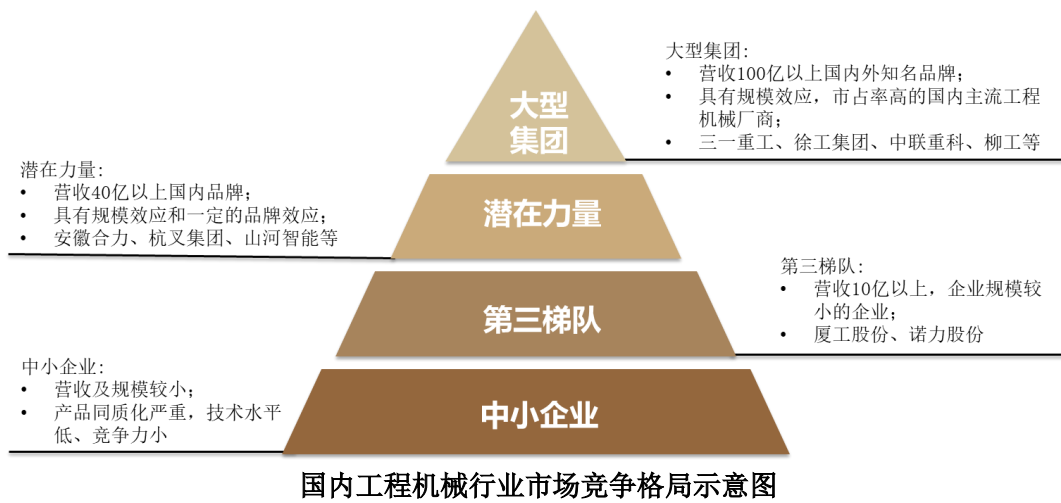 大型集团:
• 营收100亿以上国内外知名品牌;
• 具有规模效应，市占率高的国内主流工程
机械厂商;
• 三一重工、徐工集团、中联重科、柳工等
大型
集团
潜在力量:
• 营收40亿以上国内品牌;
• 具有规模效应和一定的品牌效应;
• 安徽合力、杭叉集团、山河智能等
潜在力量
第三梯队:
• 营收10亿以上，企业规模较
小的企业;
• 厦工股份、诺力股份
第三梯队
中小企业:
• 营收及规模较小;
• 产品同质化严重，技术水平
低、竞争力小
中小企业
国内工程机械行业市场竞争格局示意图